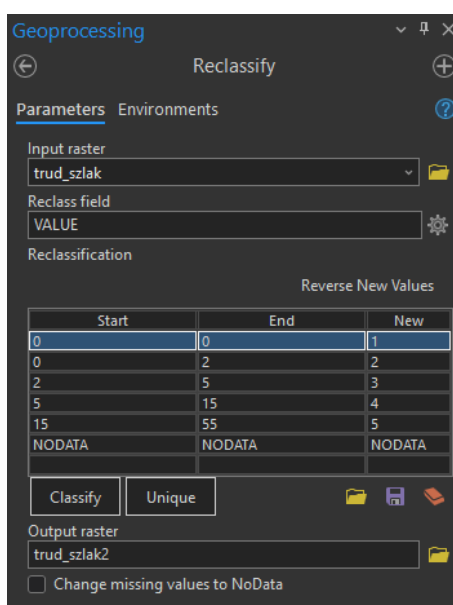 Geoprocessing
Reclassify
Parameters Environments
Input raster
trud_szlak
Reclass field
VALUE
Reclassification
Reverse New Values
Start End New
0 0 1
0 2 2
2 5 3
5 15 4
15 55 5
NODATA NODATA NODATA
Classify Unique
Output raster
trud_szlak2
Change missing values to NoData